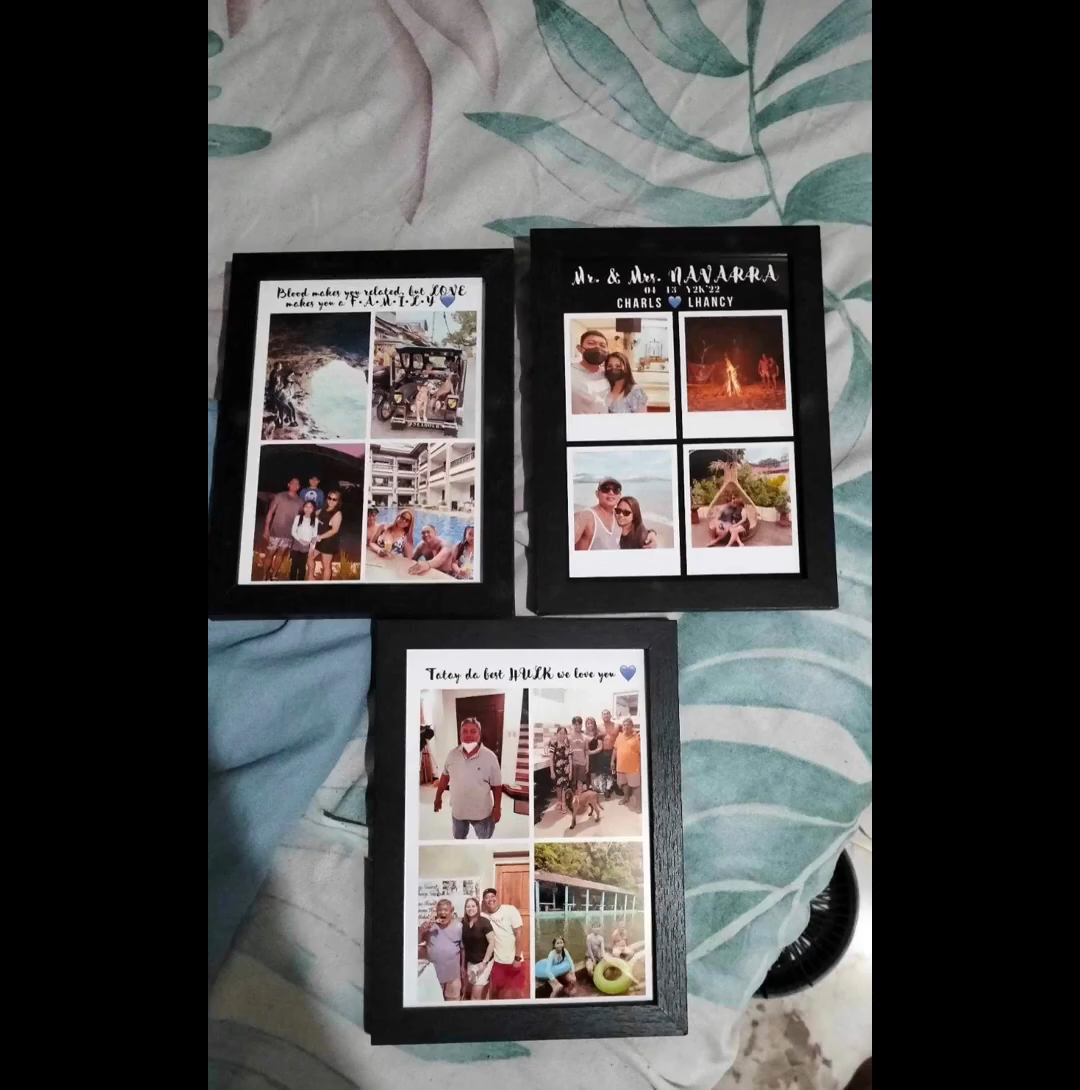 Blood makes you related, but LOVE
makes you a F•A•M•I•L•Y 💙
Mr. & Mrs. NAVARRA
04 13 Y2K'22
CHARLS 💙 LHANCY
Tatay da best HULK we love you 💙